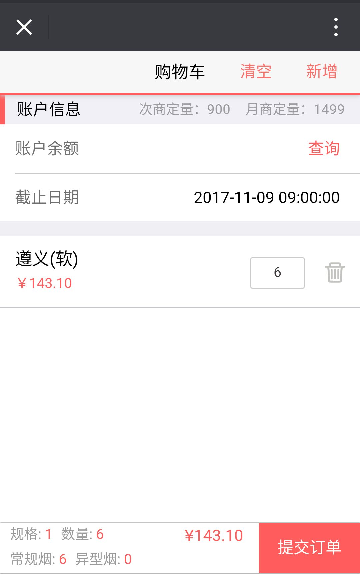 购物车 清空 新增
账户信息 次商定量：900 月商定量：1499
账户余额 查询
截止日期 2017-11-09 09:00:00
遵义(软) 6
￥143.10
规格: 1 数量: 6 ¥143.10 提交订单
常规烟: 6 异型烟: 0